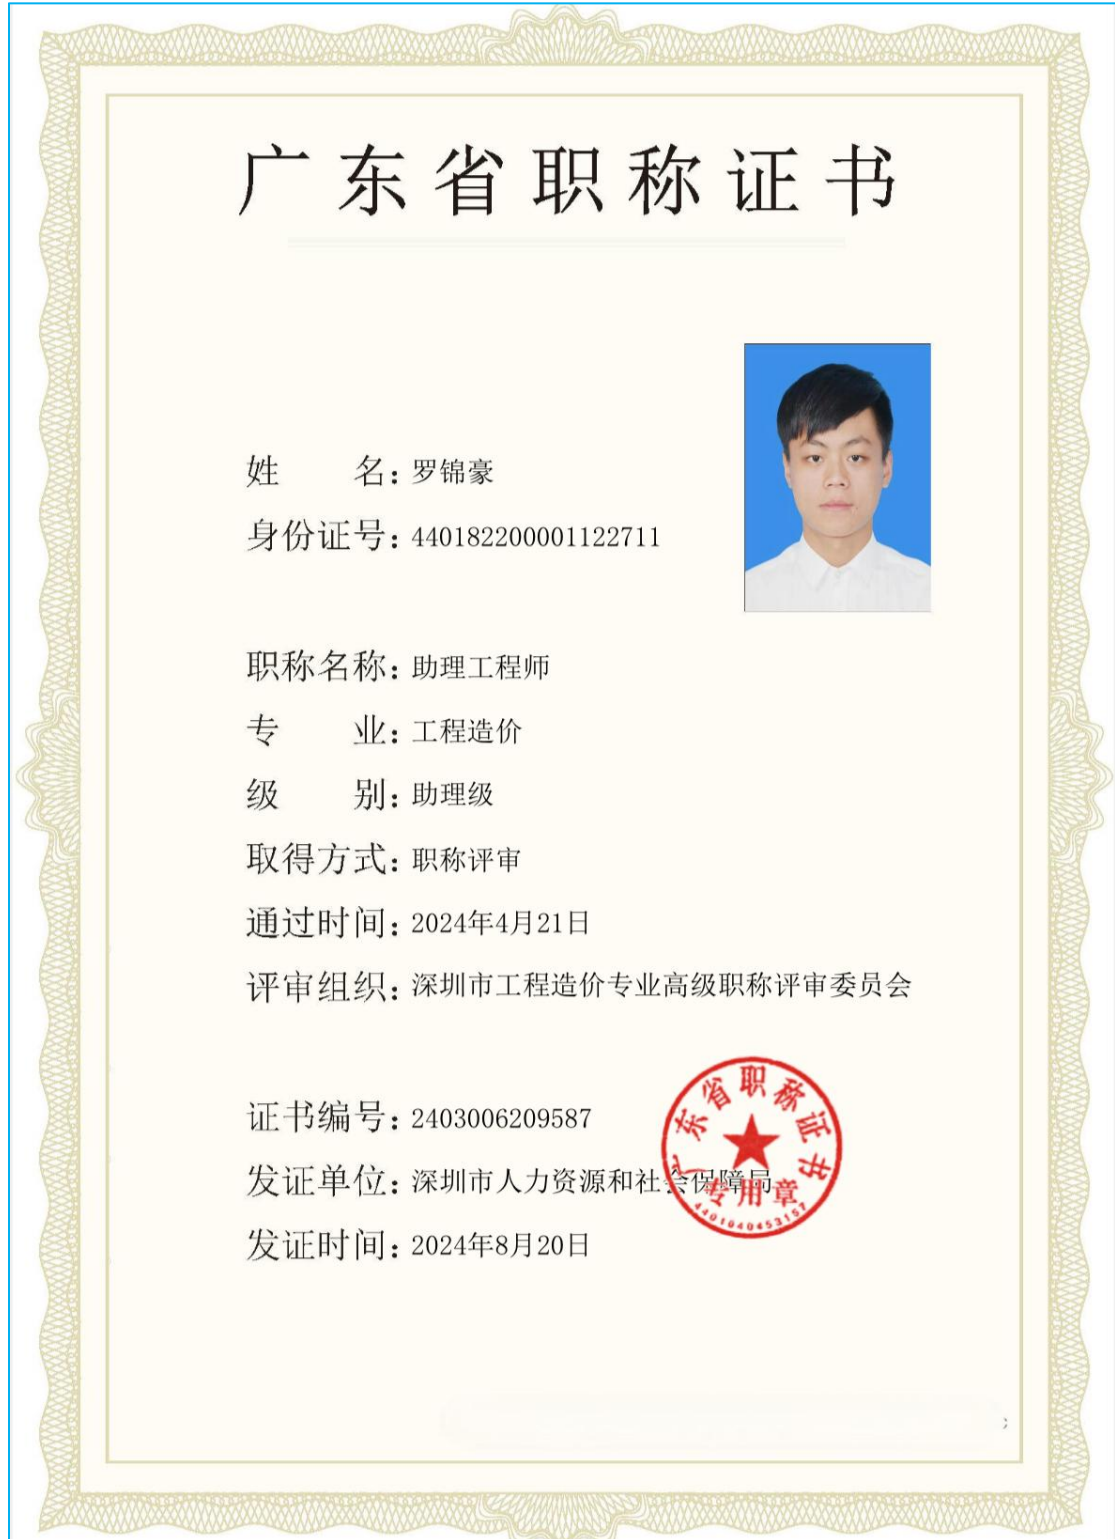 广东省职称证书
姓 名：罗锦豪
身份证号：440182200001122711
职称名称：助理工程师
专 业：工程造价
级 别：助理级
取得方式：职称评审
通过时间：2024年4月21日
评审组织：深圳市工程造价专业高级职称评审委员会
证书编号：2403006209587
发证单位：深圳市人力资源和社会保障局
发证时间：2024年8月20日
广东省职称证书
专用章
4401040453157